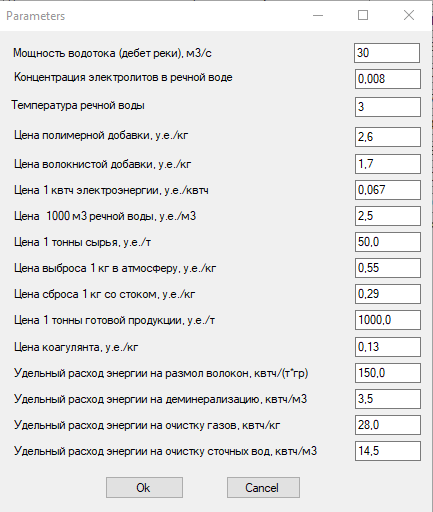 Parameters
Мощность водотока (дебет реки), м3/с 30
Концентрация электролитов в речной воде 0,008
Температура речной воды 3
Цена полимерной добавки, у.е./кг 2,6
Цена волокнистой добавки, у.е./кг 1,7
Цена 1 квтч электроэнергии, у.е./квтч 0,067
Цена 1000 м3 речной воды, у.е./м3 2,5
Цена 1 тонны сырья, у.е./т 50,0
Цена выброса 1 кг в атмосферу, у.е./кг 0,55
Цена сброса 1 кг со стоком, у.е./кг 0,29
Цена 1 тонны готовой продукции, у.е./т 1000,0
Цена коагулянта, у.е./кг 0,13
Удельный расход энергии на размол волокон, квтч/(т*гр) 150,0
Удельный расход энергии на деминерализацию, квтч/м3 3,5
Удельный расход энергии на очистку газов, квтч/кг 28,0
Удельный расход энергии на очистку сточных вод, квтч/м3 14,5
Ok Cancel